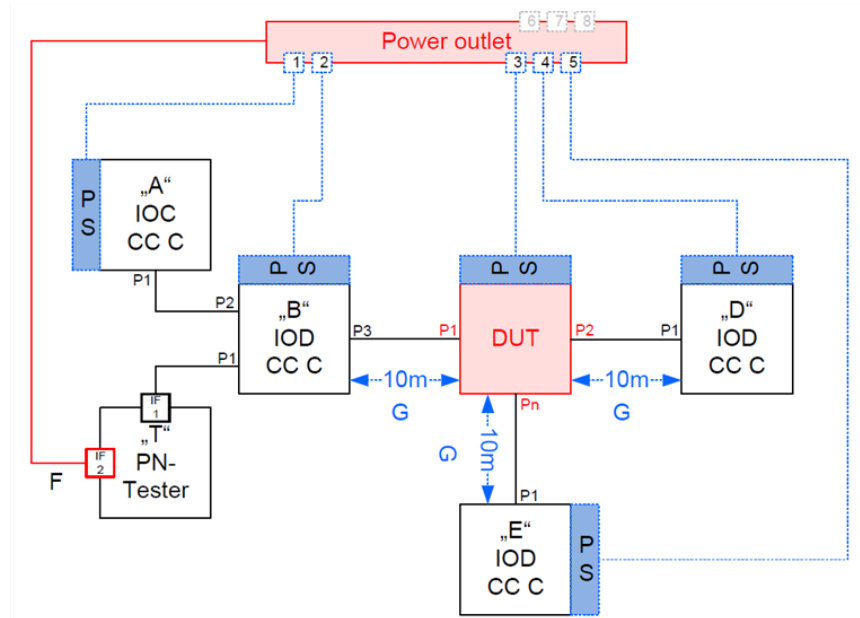 6 7 8
Power outlet
1 2 3 4 5
P S
„A“
IOC
CC C
P1
P2
P1
P S
„B“
IOD
CC C
P3
10m
G
P S
P1
DUT
P2
Pn
10m
G
P S
P1
„D“
IOD
CC C
10m
G
IF
1
„T“
PN-
Tester
IF
2
F
P1
„E“
IOD
CC C
P S